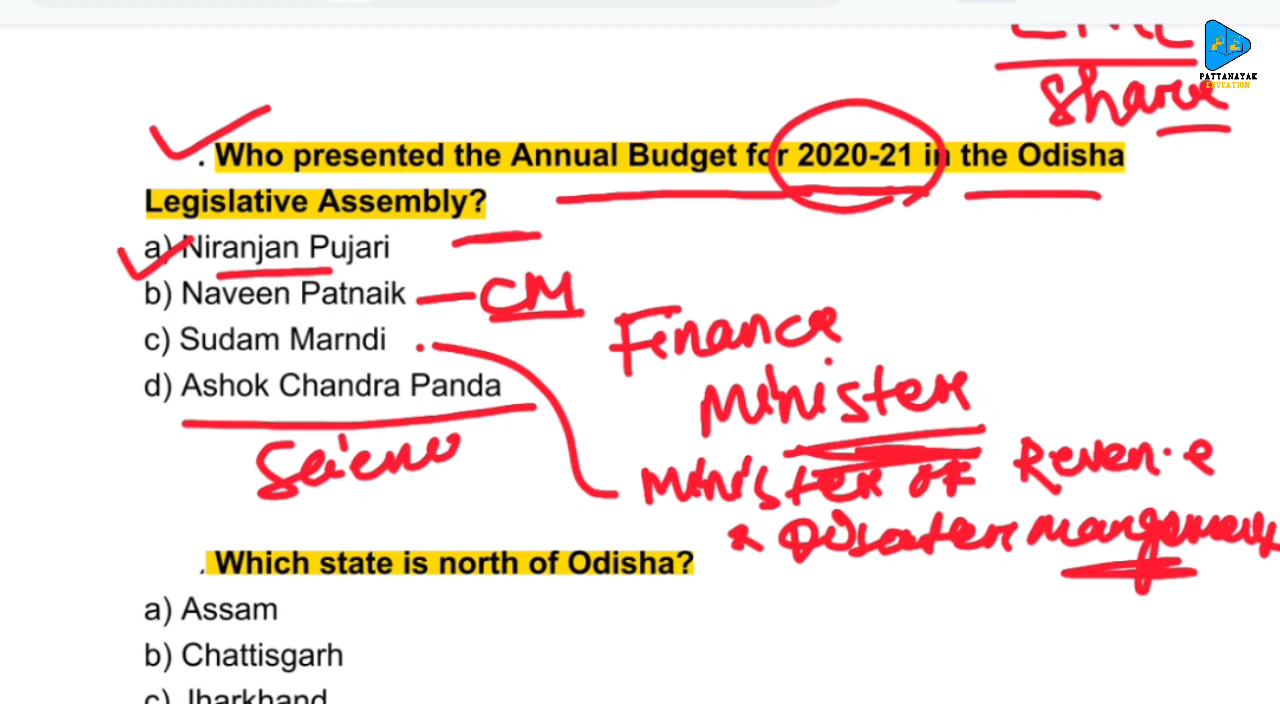 Share
PATTANAYAK
EDUCATION
. Who presented the Annual Budget for 2020-21 in the Odisha
Legislative Assembly?
a) Niranjan Pujari
b) Naveen Patnaik — CM
c) Sudam Marndi
Finance
Minister
d) Ashok Chandra Panda
Science
Minister of Revenue
& Disaster Mangement
. Which state is north of Odisha?
a) Assam
b) Chattisgarh
c) Jharkhand